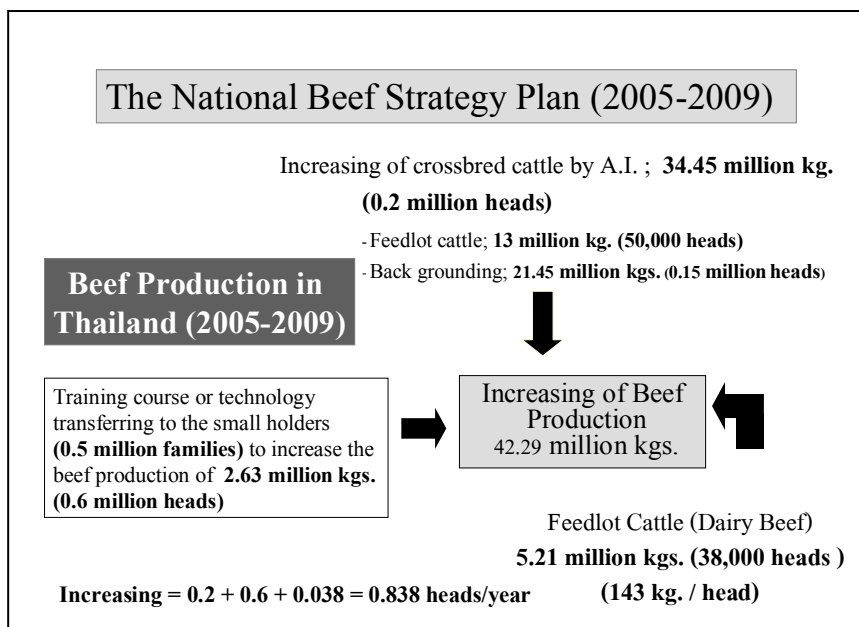 The National Beef Strategy Plan (2005-2009)
Increasing of crossbred cattle by A.I. ; 34.45 million kg.
(0.2 million heads)
- Feedlot cattle; 13 million kg. (50,000 heads)
- Back grounding; 21.45 million kgs. (0.15 million heads)
Beef Production in
Thailand (2005-2009)
Training course or technology
transferring to the small holders
(0.5 million families) to increase the
beef production of 2.63 million kgs.
(0.6 million heads)
Increasing of Beef
Production
42.29 million kgs.
Feedlot Cattle (Dairy Beef)
5.21 million kgs. (38,000 heads )
(143 kg. / head)
Increasing = 0.2 + 0.6 + 0.038 = 0.838 heads/year